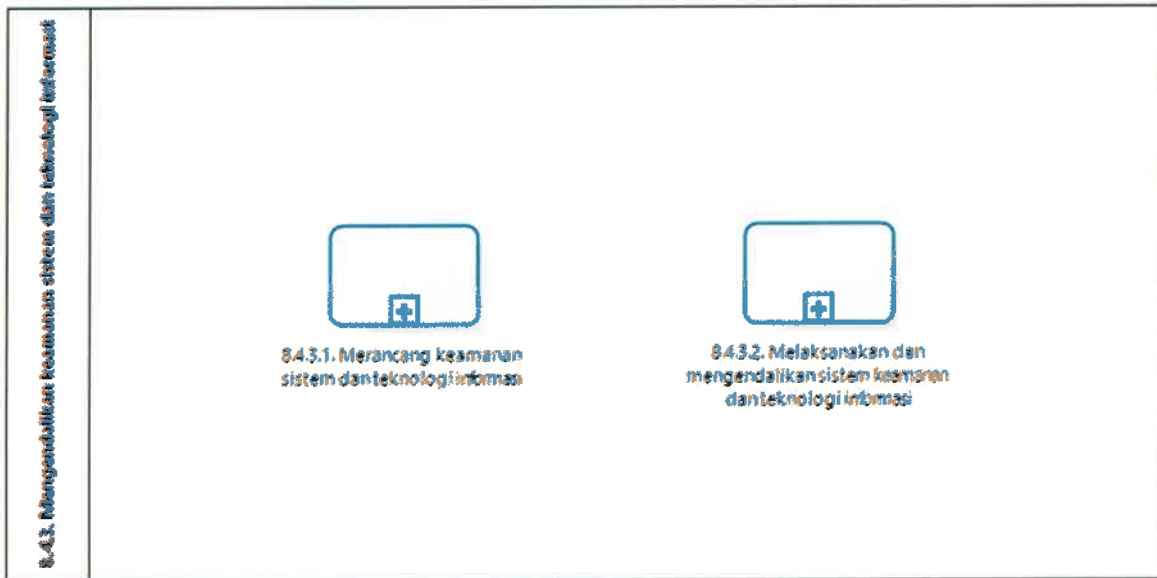 8.4.3. Mengendalikan keamanan sistem dan teknologi informasi
8.4.3.1. Merancang keamanan
sistem dan teknologi informasi
8.4.3.2. Melaksanakan dan
mengendalikan sistem keamanan
dan teknologi informasi